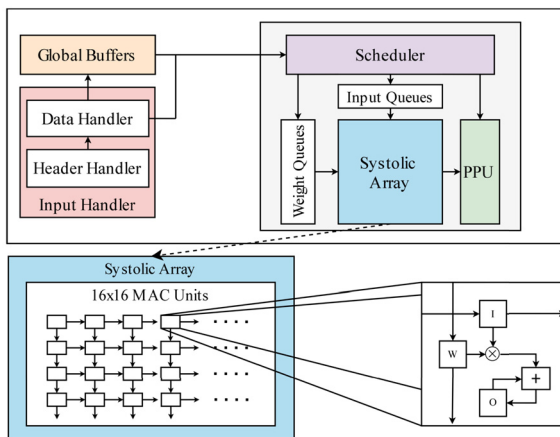 Global Buffers
Scheduler
Input Queues
Data Handler
Header Handler
Input Handler
Weight Queues
Systolic
Array
PPU
Systolic Array
16x16 MAC Units
I
W
O